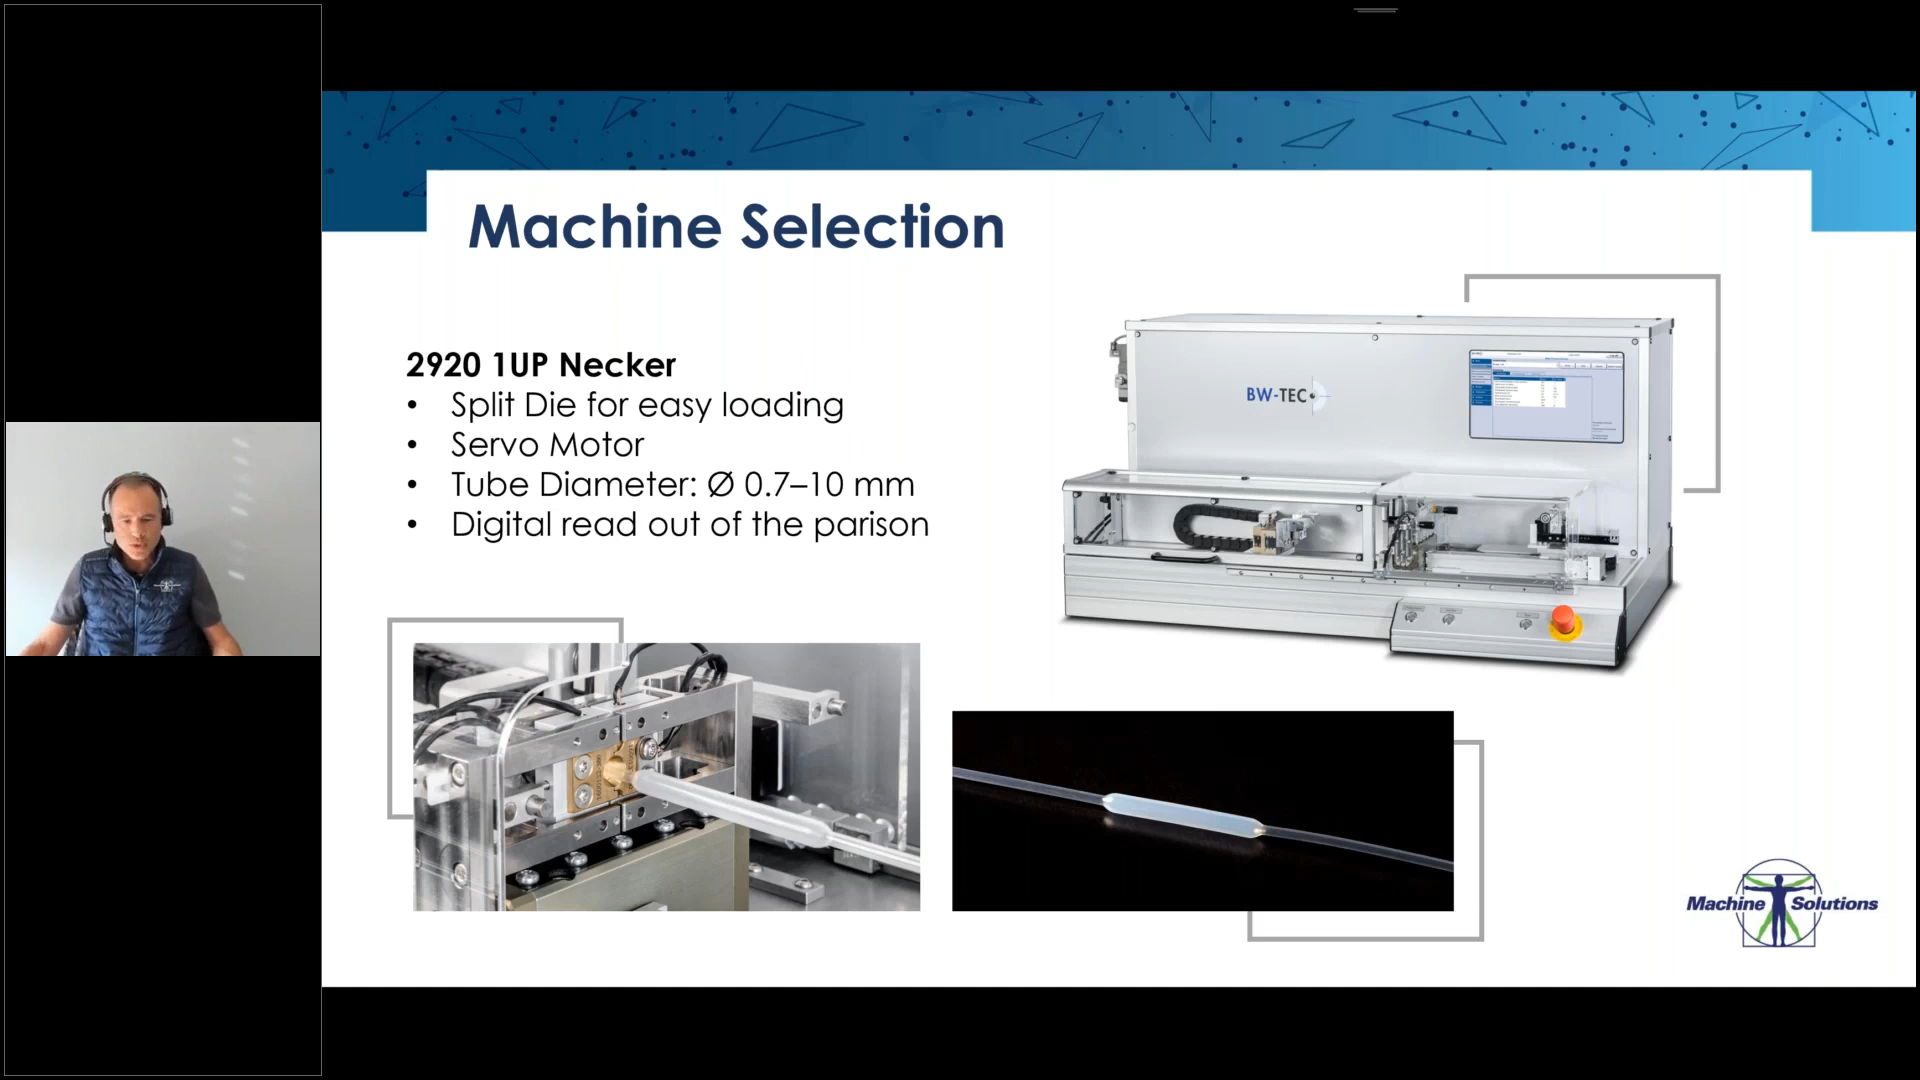 Machine Selection
2920 1UP Necker
• Split Die for easy loading
• Servo Motor
• Tube Diameter: Ø 0.7–10 mm
• Digital read out of the parison
BW-TEC
Machine Solutions